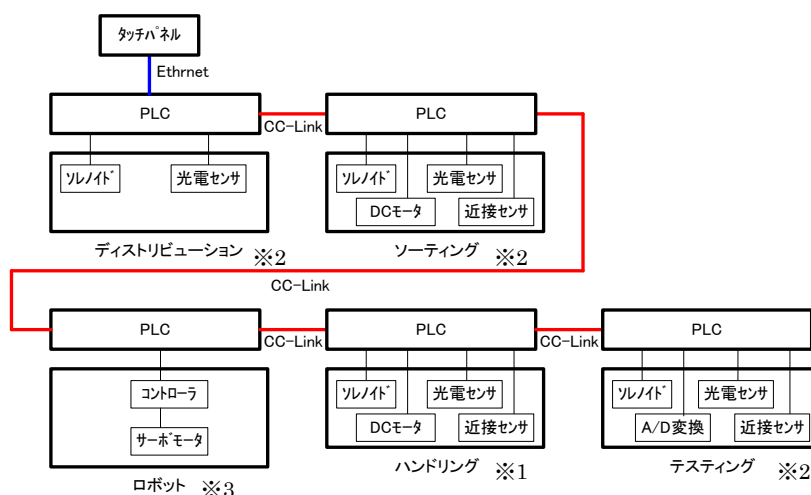 ﾀｯﾁﾊﾟﾈﾙ
Ethrnet
PLC
CC-Link
PLC
ｿﾚﾉｲﾄﾞ
光電センサ
ｿﾚﾉｲﾄﾞ
光電センサ
DCモータ
近接センサ
ディストリビューション ※2
ソーティング ※2
CC-Link
PLC
CC-Link
PLC
CC-Link
PLC
ｺﾝﾄﾛｰﾗ
ｻｰﾎﾞﾓｰﾀ
ｿﾚﾉｲﾄﾞ
光電センサ
DCモータ
近接センサ
ｿﾚﾉｲﾄﾞ
光電センサ
A/D変換
近接センサ
ロボット ※3
ハンドリング ※1
テスティング ※2